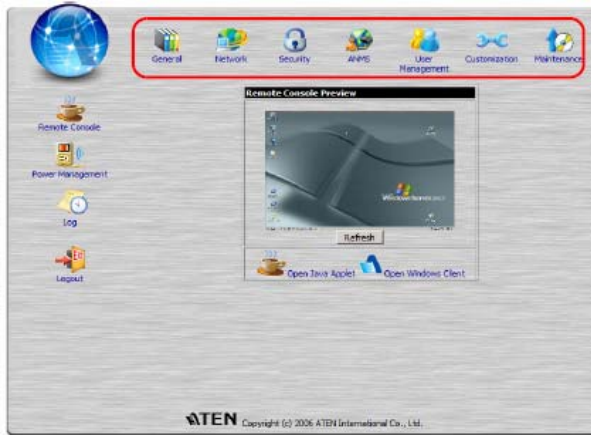 General Network Security ANMS User Management Customization Maintenance
Remote Console Preview
Remote Console
Power Management
Log
Logout
Refresh
Open Java Applet Open Windows Client
ATEN Copyright (c) 2006 ATEN International Co., Ltd.